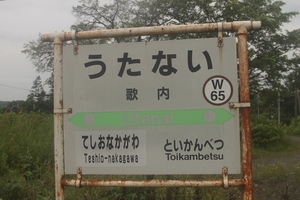 うたない
歌内
W
65
てしおなかがわ
Teshio-nakagawa
といかんべつ
Toikambetsu